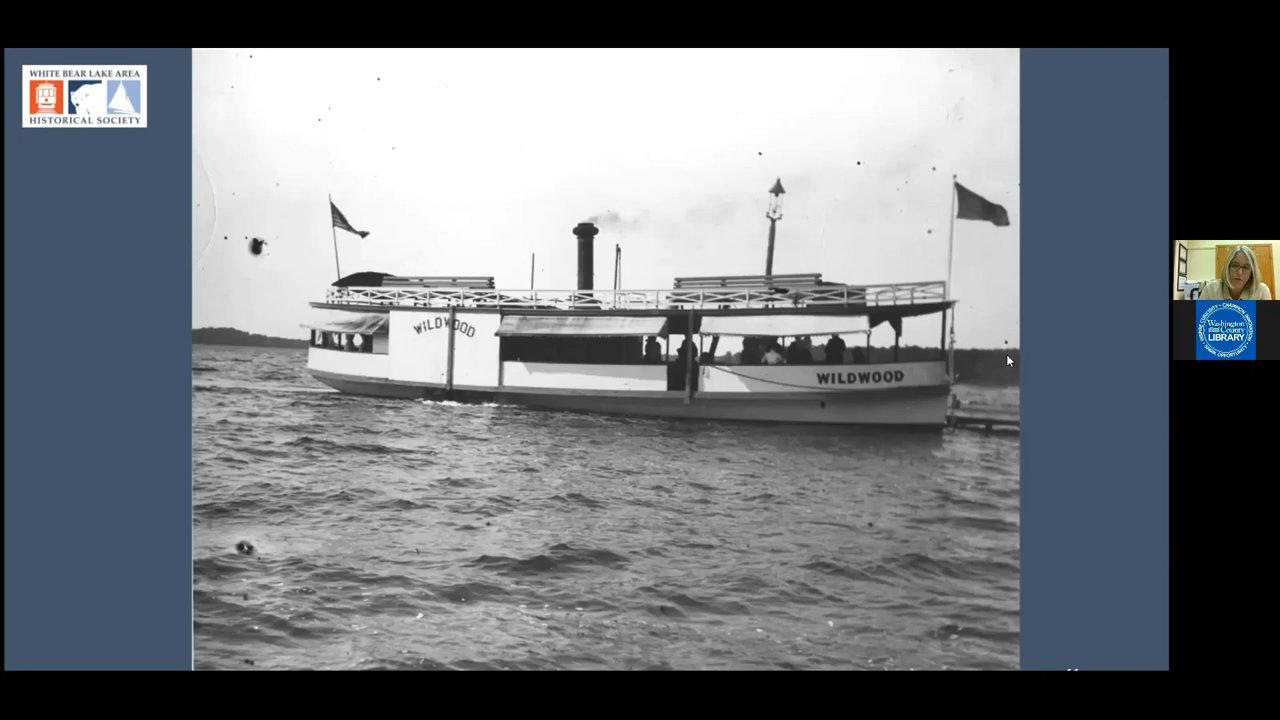 WHITE BEAR LAKE AREA
HISTORICAL SOCIETY
WILDWOOD
WILDWOOD
Washington
County
LIBRARY